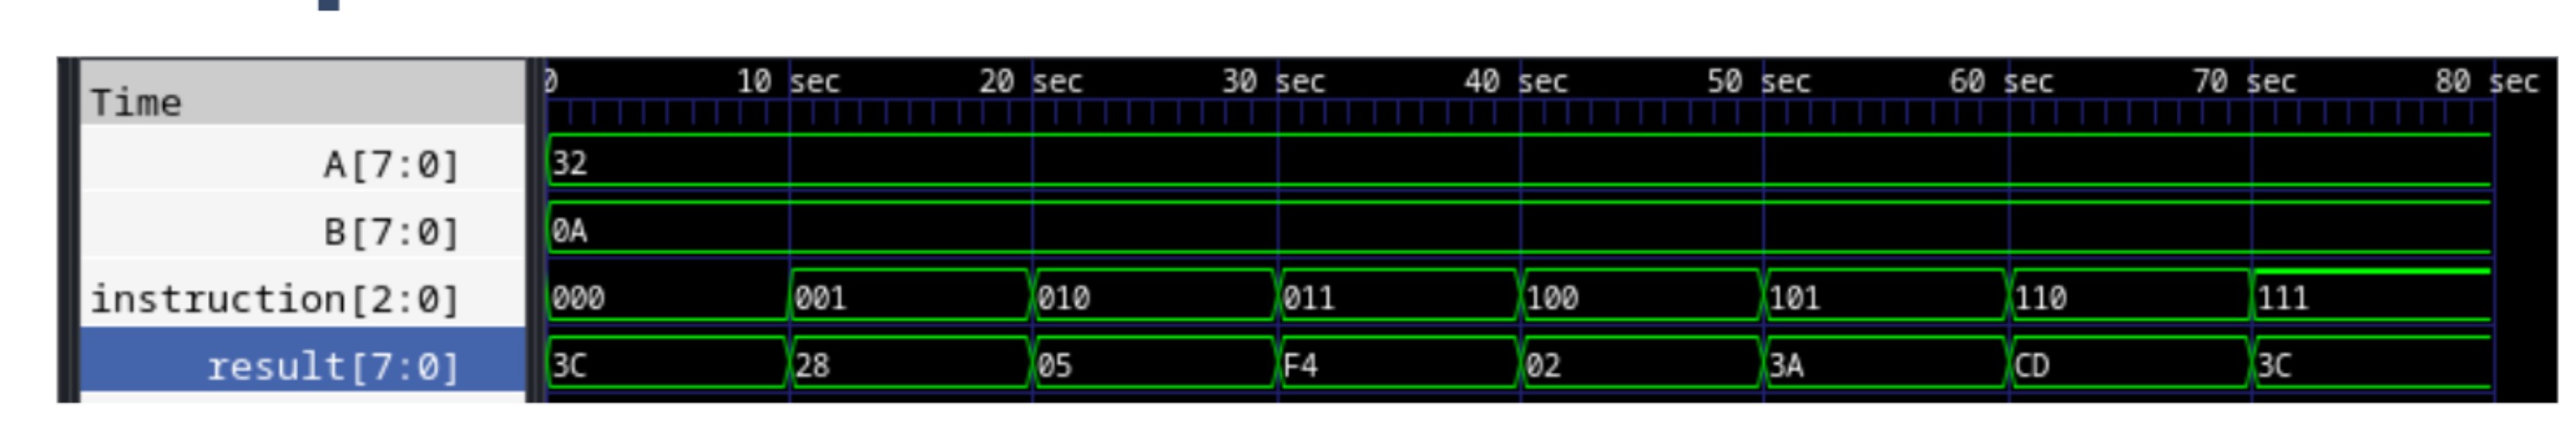 Time 0 10 sec 20 sec 30 sec 40 sec 50 sec 60 sec 70 sec 80 sec
A[7:0] 32
B[7:0] 0A
instruction[2:0] 000 001 010 011 100 101 110 111
result[7:0] 3C 28 05 F4 02 3A CD 3C